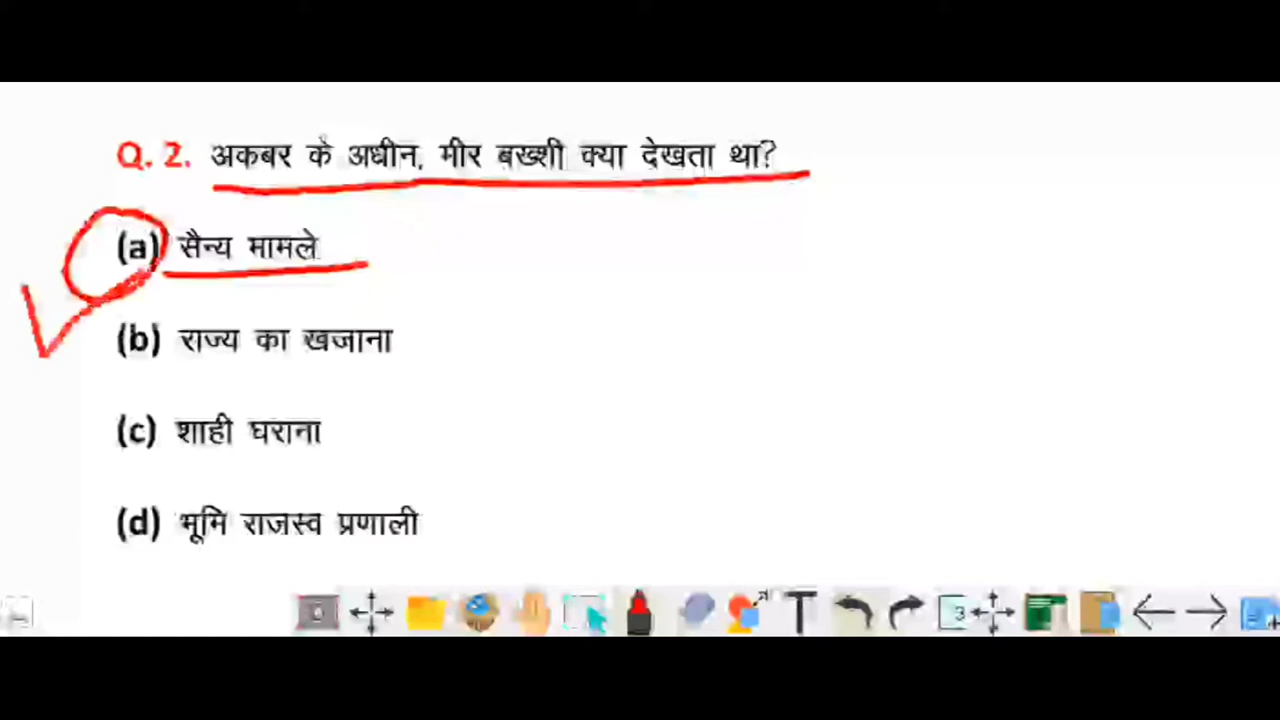 Q. 2. अकबर के अधीन, मीर बख्शी क्या देखता था?
(a) सैन्य मामले
(b) राज्य का खजाना
(c) शाही घराना
(d) भूमि राजस्व प्रणाली